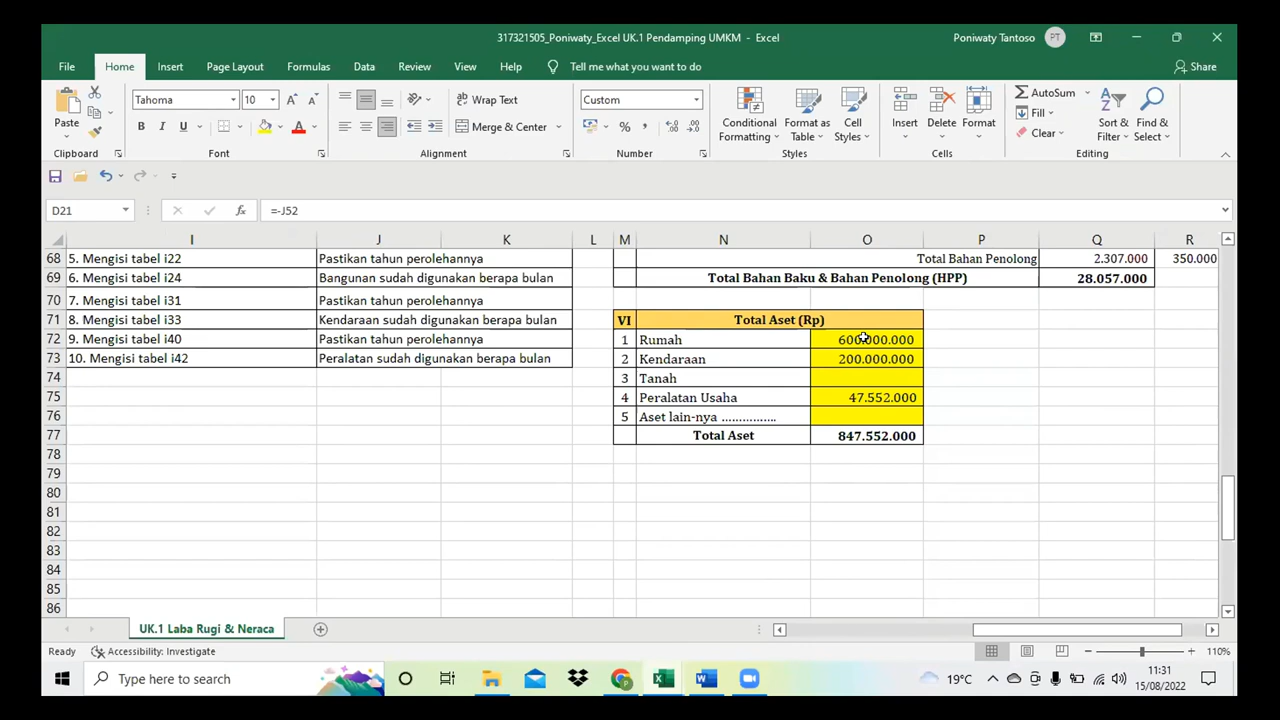 317321505_Poniwaty_Excel UK.1 Pendamping UMKM - Excel
Poniwaty Tantoso PT
File Home Insert Page Layout Formulas Data Review View Help Tell me what you want to do Share
Paste
Tahoma 10
B I U
Wrap Text
Merge & Center
Custom
Conditional Formatting
Format as Table
Cell Styles
Insert
Delete
Format
AutoSum
Fill
Clear
Sort & Filter
Find & Select
Clipboard Font Alignment Number Styles Cells Editing
D21 fx =-J52
I J K L M N O P Q R
68 5. Mengisi tabel i22 Pastikan tahun perolehannya Total Bahan Penolong 2.307.000 350.000
69 6. Mengisi tabel i24 Bangunan sudah digunakan berapa bulan Total Bahan Baku & Bahan Penolong (HPP) 28.057.000
70 7. Mengisi tabel i31 Pastikan tahun perolehannya
71 8. Mengisi tabel i33 Kendaraan sudah digunakan berapa bulan VI Total Aset (Rp)
72 9. Mengisi tabel i40 Pastikan tahun perolehannya 1 Rumah 600.000.000
73 10. Mengisi tabel i42 Peralatan sudah digunakan berapa bulan 2 Kendaraan 200.000.000
74 3 Tanah
75 4 Peralatan Usaha 47.552.000
76 5 Aset lain-nya ................
77 Total Aset 847.552.000
78
79
80
81
82
83
84
85
86
UK.1 Laba Rugi & Neraca
Ready Accessibility: Investigate 110%
Type here to search
19°C
11:31
15/08/2022